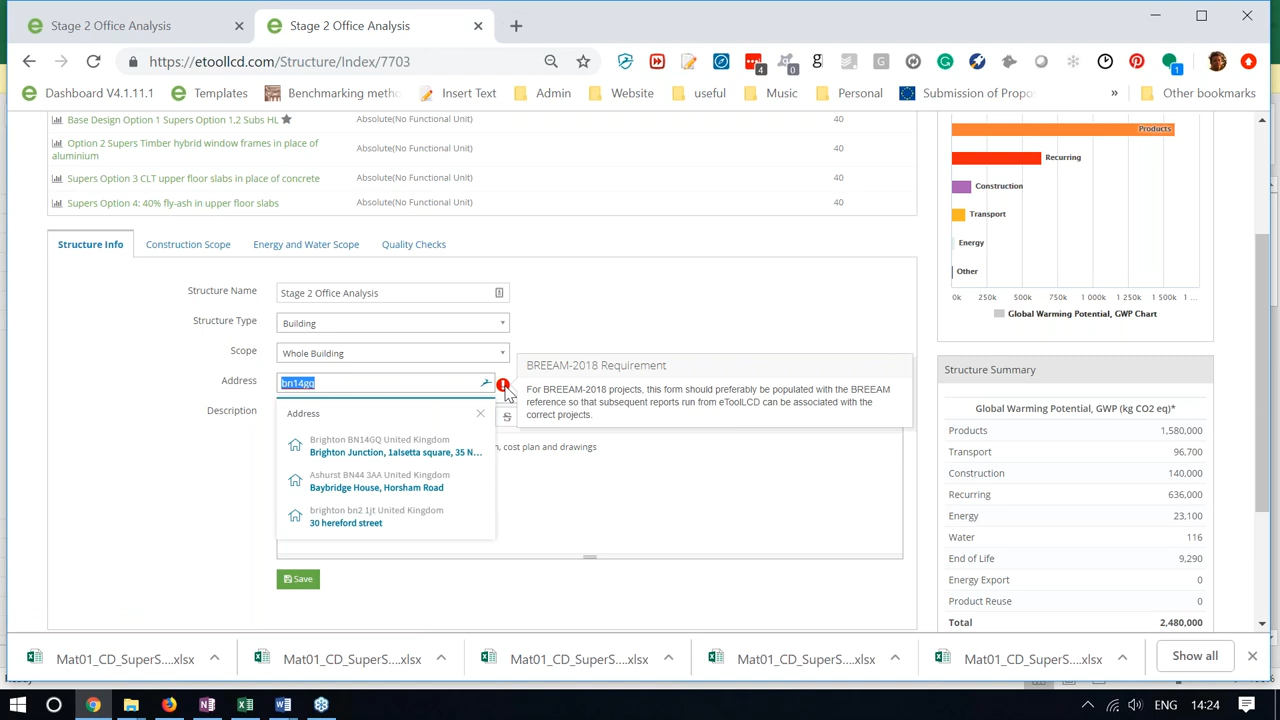 Stage 2 Office Analysis
Stage 2 Office Analysis
https://etoollcd.com/Structure/Index/7703
4
0
g
G
1
Dashboard V4.1.11.1
Templates
Benchmarking metho
Insert Text
Admin
Website
useful
Music
Personal
Submission of Propo
»
Other bookmarks
Base Design Option 1 Supers Option 1,2 Subs HL
Absolute(No Functional Unit)
40
Option 2 Supers Timber hybrid window frames in place of
aluminium
Absolute(No Functional Unit)
40
Supers Option 3 CLT upper floor slabs in place of concrete
Absolute(No Functional Unit)
40
Supers Option 4: 40% fly-ash in upper floor slabs
Absolute(No Functional Unit)
40
Products
Recurring
Construction
Transport
Energy
Other
0k 250k 500k 750k 1 000k 1 250k 1 500k 1 ...
Global Warming Potential, GWP Chart
Structure Info
Construction Scope
Energy and Water Scope
Quality Checks
Structure Name
Stage 2 Office Analysis
Structure Type
Building
Scope
Whole Building
Address
bn14gq
Description
S
, cost plan and drawings
BREEAM-2018 Requirement
For BREEAM-2018 projects, this form should preferably be populated with the BREEAM
reference so that subsequent reports run from eToolLCD can be associated with the
correct projects.
Address
Brighton BN14GQ United Kingdom
Brighton Junction, 1alsetta square, 35 N...
Ashurst BN44 3AA United Kingdom
Baybridge House, Horsham Road
brighton bn2 1jt United Kingdom
30 hereford street
Save
Structure Summary
Global Warming Potential, GWP (kg CO2 eq)*
Products 1,580,000
Transport 96,700
Construction 140,000
Recurring 636,000
Energy 23,100
Water 116
End of Life 9,290
Energy Export 0
Product Reuse 0
Total 2,480,000
Mat01_CD_SuperS....xlsx
Mat01_CD_SuperS....xlsx
Mat01_CD_SuperS....xlsx
Mat01_CD_SuperS....xlsx
Mat01_CD_SuperS....xlsx
Show all
ENG
14:24